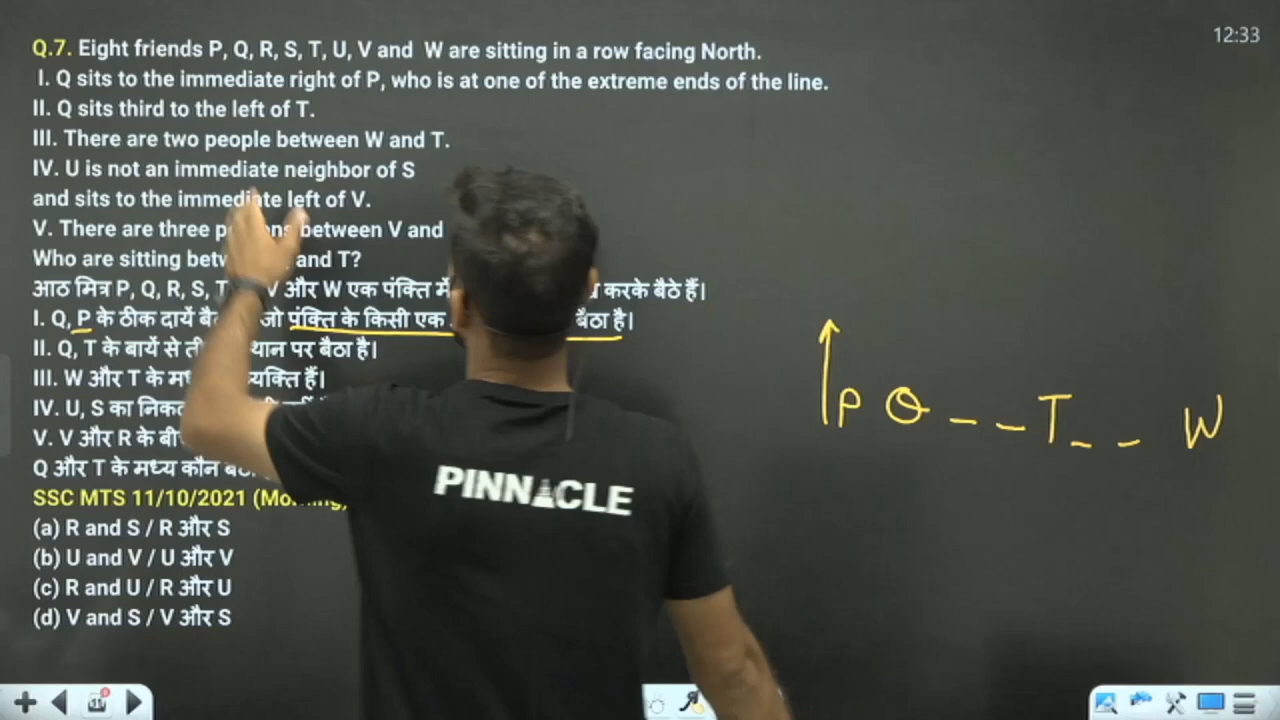 12:33
Q.7. Eight friends P, Q, R, S, T, U, V and W are sitting in a row facing North.
I. Q sits to the immediate right of P, who is at one of the extreme ends of the line.
II. Q sits third to the left of T.
III. There are two people between W and T.
IV. U is not an immediate neighbor of S
and sits to the immediate left of V.
V. There are three between V and
Who are sitting and T?
आठ मित्र P, Q, R, S, T V और W एक पंक्ति में करके बैठे हैं।
I. Q, P के ठीक दायें जो पंक्ति के किसी एक बैठा है।
II. Q, T के बायें से पर बैठा है।
III. W और T के हैं।
IV. U, S का
V. V और R के
Q और T के मध्य कौन
SSC MTS 11/10/2021
(a) R and S / R और S
(b) U and V / U और V
(c) R and U / R और U
(d) V and S / V और S
P Q _ _ T _ _ W
PINNACLE